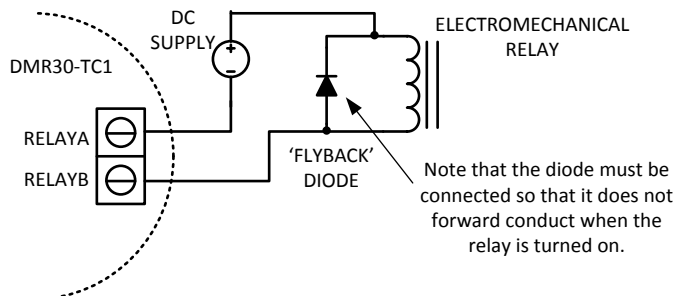 DC
SUPPLY
+
−
ELECTROMECHANICAL
RELAY
DMR30-TC1
RELAYA
RELAYB
‘FLYBACK’
DIODE
Note that the diode must be
connected so that it does not
forward conduct when the
relay is turned on.